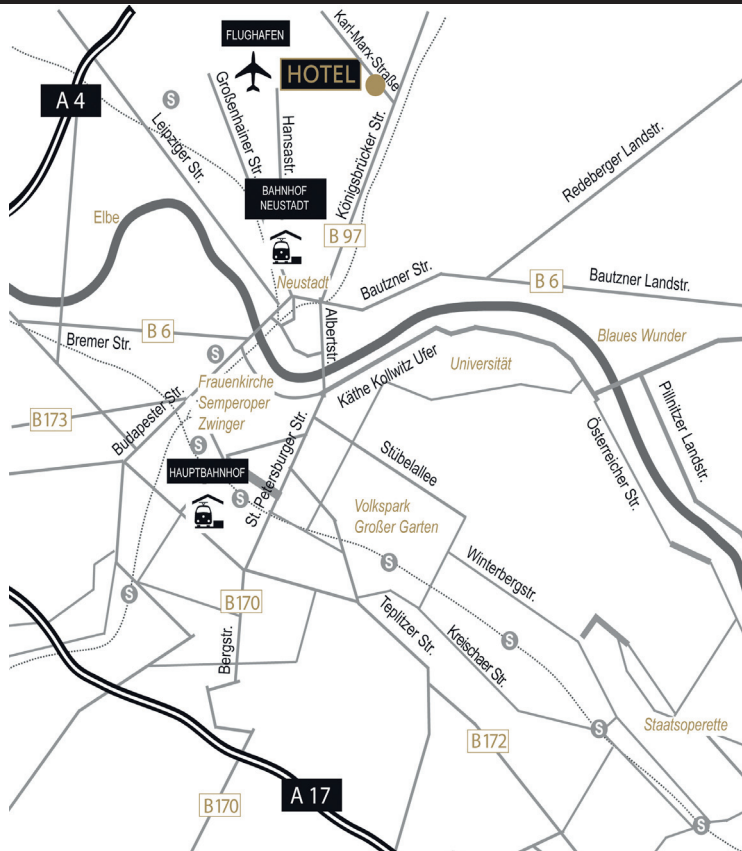 FLUGHAFEN
Karl-Marx-Straße
HOTEL
A 4
S
Leipziger Str.
Großenhainer Str.
Hansastr.
Königsbrücker Str.
Redeberger Landstr.
BAHNHOF
NEUSTADT
Elbe
B 97
Neustadt
Bautzner Str.
B 6
Bautzner Landstr.
B 6
Bremer Str.
Albertstr.
Blaues Wunder
S
Käthe Kollwitz Ufer
Universität
Frauenkirche
Semperoper
Zwinger
B173
Budapester Str.
Pillnitzer Landstr.
Österreicher Str.
S
St. Petersburger Str.
Stübelallee
HAUPTBAHNHOF
S
Volkspark
Großer Garten
S
Winterbergstr.
S
B170
Teplitzer Str.
Kreischaer Str.
S
Bergstr.
Staatsoperette
S
B172
A 17
B170
S